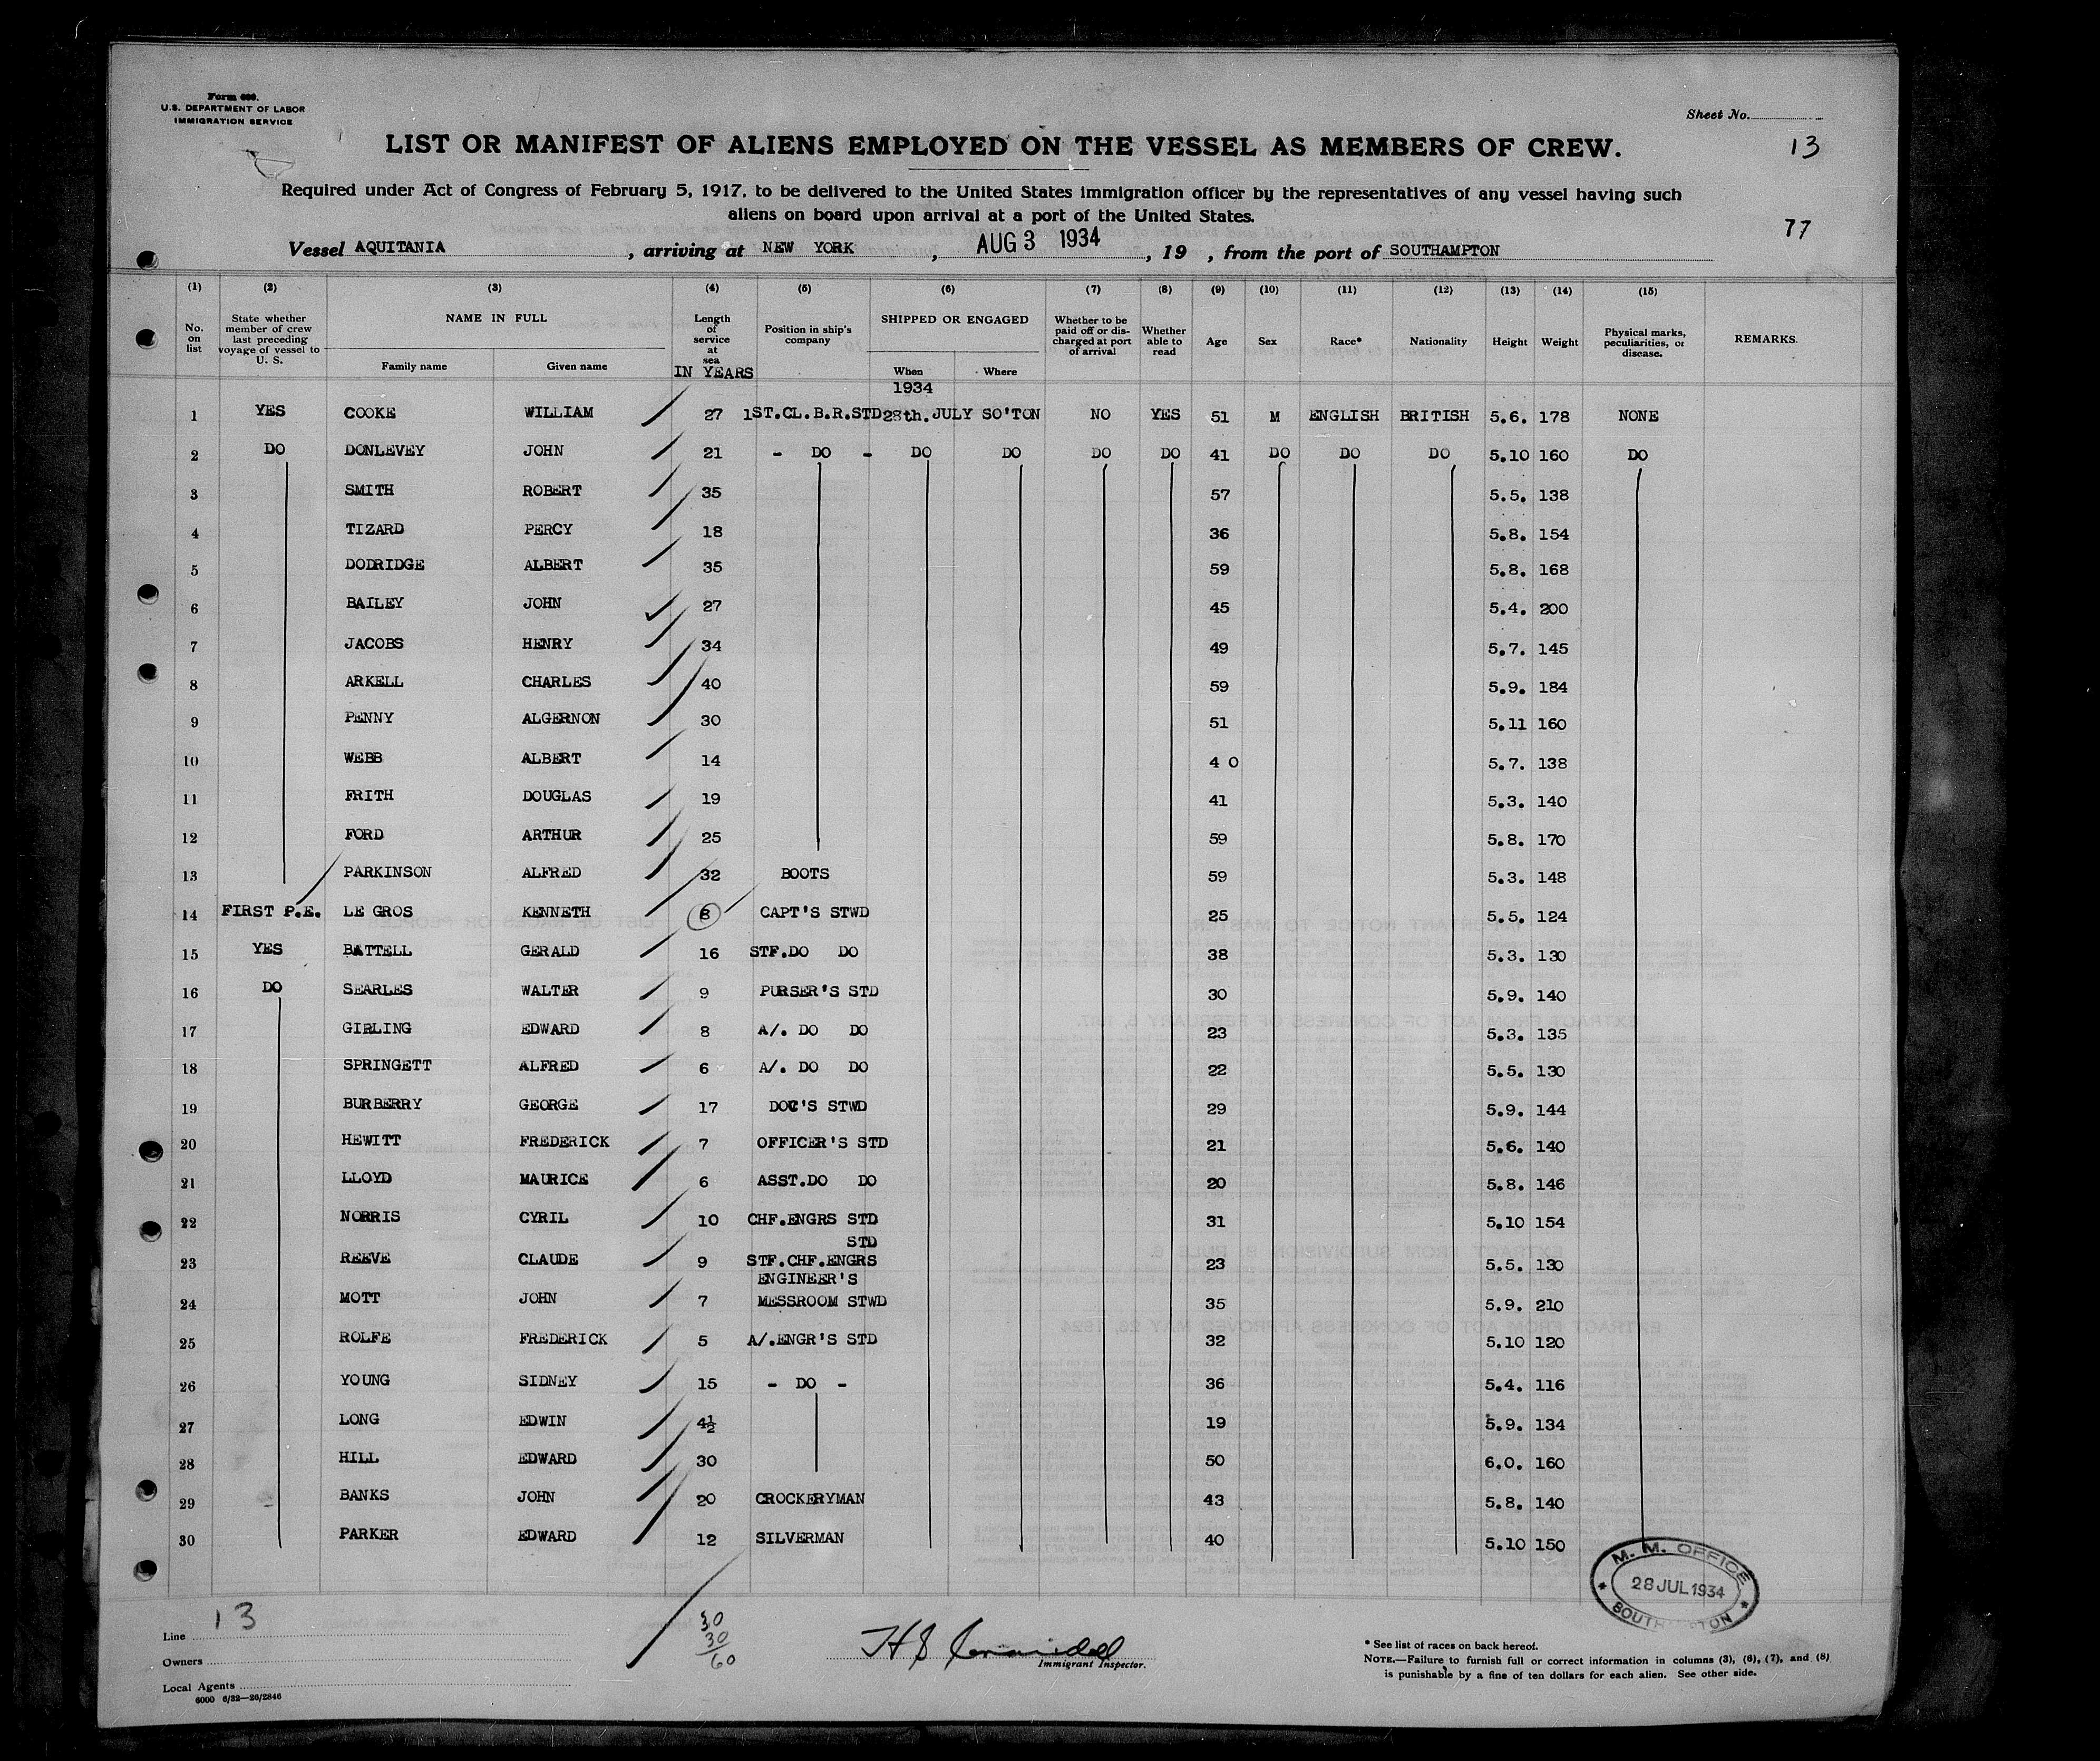 Form 680.
U.S. DEPARTMENT OF LABOR
IMMIGRATION SERVICE
Sheet No.
LIST OR MANIFEST OF ALIENS EMPLOYED ON THE VESSEL AS MEMBERS OF CREW.
13
Required under Act of Congress of February 5, 1917, to be delivered to the United States immigration officer by the representatives of any vessel having such
aliens on board upon arrival at a port of the United States.
77
Vessel AQUITANIA, arriving at NEW YORK, AUG 3 1934, 19 , from the port of SOUTHAMPTON
(1) (2) (3) (4) (5) (6) (7) (8) (9) (10) (11) (12) (13) (14) (15)
No. on list State whether member of crew last preceding voyage of vessel to U. S. NAME IN FULL Family name Given name Length of service at sea IN YEARS Position in ship's company SHIPPED OR ENGAGED When Where Whether to be paid off or discharged at port of arrival Whether able to read Age Sex Race* Nationality Height Weight Physical marks, peculiarities, or disease. REMARKS.
1934
1 YES COOKE WILLIAM 27 1ST.CL.B.R.STD 28th.JULY SO'TON NO YES 51 M ENGLISH BRITISH 5.6. 178 NONE
2 DO DONLEVEY JOHN 21 - DO - DO DO DO DO 41 DO DO DO 5.10 160 DO
3 SMITH ROBERT 35 57 5.5. 138
4 TIZARD PERCY 18 36 5.8. 154
5 DODRIDGE ALBERT 35 59 5.8. 168
6 BAILEY JOHN 27 45 5.4. 200
7 JACOBS HENRY 34 49 5.7. 145
8 ARKELL CHARLES 40 59 5.9. 184
9 PENNY ALGERNON 30 51 5.11 160
10 WEBB ALBERT 14 4 0 5.7. 138
11 FRITH DOUGLAS 19 41 5.3. 140
12 FORD ARTHUR 25 59 5.8. 170
13 PARKINSON ALFRED 32 BOOTS 59 5.3. 148
14 FIRST P.E. LE GROS KENNETH 8 CAPT'S STWD 25 5.5. 124
15 YES BATTELL GERALD 16 STF.DO DO 38 5.3. 130
16 DO SEARLES WALTER 9 PURSER'S STD 30 5.9. 140
17 GIRLING EDWARD 8 A/. DO DO 23 5.3. 135
18 SPRINGETT ALFRED 6 A/. DO DO 22 5.5. 130
19 BURBERRY GEORGE 17 DOC'S STWD 29 5.9. 144
20 HEWITT FREDERICK 7 OFFICER'S STD 21 5.6. 140
21 LLOYD MAURICE 6 ASST.DO DO 20 5.8. 146
22 NORRIS CYRIL 10 CHF.ENGRS STD 31 5.10 154
STD
23 REEVE CLAUDE 9 STF.CHF.ENGRS 23 5.5. 130
ENGINEER'S
24 MOTT JOHN 7 MESSROOM STWD 35 5.9. 210
25 ROLFE FREDERICK 5 A/.ENGR'S STD 32 5.10 120
26 YOUNG SIDNEY 15 - DO - 36 5.4. 116
27 LONG EDWIN 4½ 19 5.9. 134
28 HILL EDWARD 30 50 6.0. 160
29 BANKS JOHN 20 CROCKERYMAN 43 5.8. 140
30 PARKER EDWARD 12 SILVERMAN 40 5.10 150
M. M. OFFICE
28 JUL 1934
SOUTHAMPTON
13
30
30
60
Line
Owners
Local Agents
6000 6/32—26/2846
Immigrant Inspector.
* See list of races on back hereof.
NOTE.—Failure to furnish full or correct information in columns (3), (6), (7), and (8)
is punishable by a fine of ten dollars for each alien. See other side.